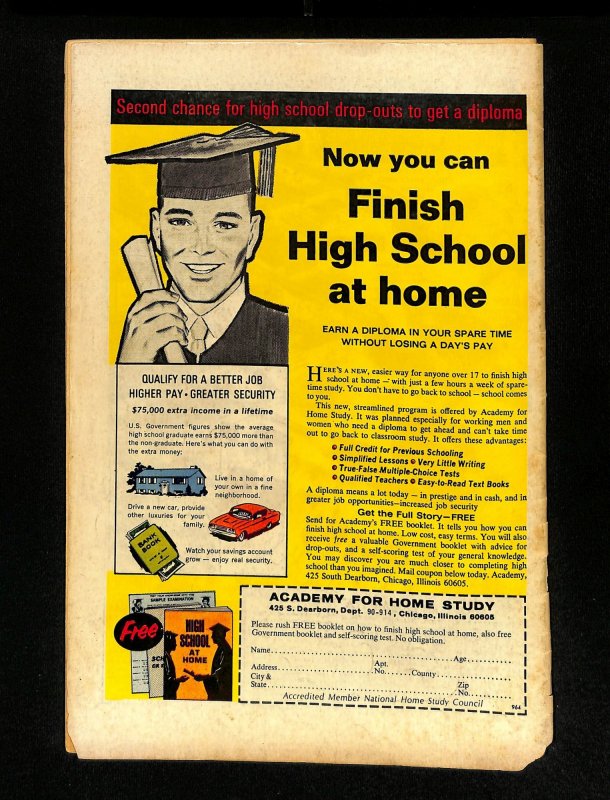 Second chance for high school drop-outs to get a diploma
Now you can
Finish
High School
at home
EARN A DIPLOMA IN YOUR SPARE TIME
WITHOUT LOSING A DAY'S PAY
QUALIFY FOR A BETTER JOB
HIGHER PAY • GREATER SECURITY
$75,000 extra income in a lifetime
U.S. Government figures show the average
high school graduate earns $75,000 more than
the non-graduate. Here's what you can do with
the extra money:
Live in a home of
your own in a fine
neighborhood.
Drive a new car, provide
other luxuries for your
family.
BANK
BOOK
Watch your savings account
grow — enjoy real security.
HERE'S A NEW, easier way for anyone over 17 to finish high
school at home — with just a few hours a week of spare-
time study. You don't have to go back to school — school comes
to you.
This new, streamlined program is offered by Academy for
Home Study. It was planned especially for working men and
women who need a diploma to get ahead and can't take time
out to go back to classroom study. It offers these advantages:
Full Credit for Previous Schooling
Simplified Lessons • Very Little Writing
True-False Multiple-Choice Tests
Qualified Teachers • Easy-to-Read Text Books
A diploma means a lot today — in prestige and in cash, and in
greater job opportunities—increased job security
Get the Full Story—FREE
Send for Academy's FREE booklet. It tells you how you can
finish high school at home. Low cost, easy terms. You will also
receive free a valuable Government booklet with advice for
drop-outs, and a self-scoring test of your general knowledge.
You may discover you are much closer to completing high
school than you imagined. Mail coupon below today. Academy,
425 South Dearborn, Chicago, Illinois 60605.
SAMPLE EXAMINATION
Free
HIGH
SCHOOL
AT
HOME
ACADEMY FOR HOME STUDY
425 S. Dearborn, Dept. 90-914, Chicago, Illinois 60605
Please rush FREE booklet on how to finish high school at home, also free
Government booklet and self-scoring test. No obligation.
Name Age
Address Apt. No. County
City & State Zip No.
Accredited Member National Home Study Council
964